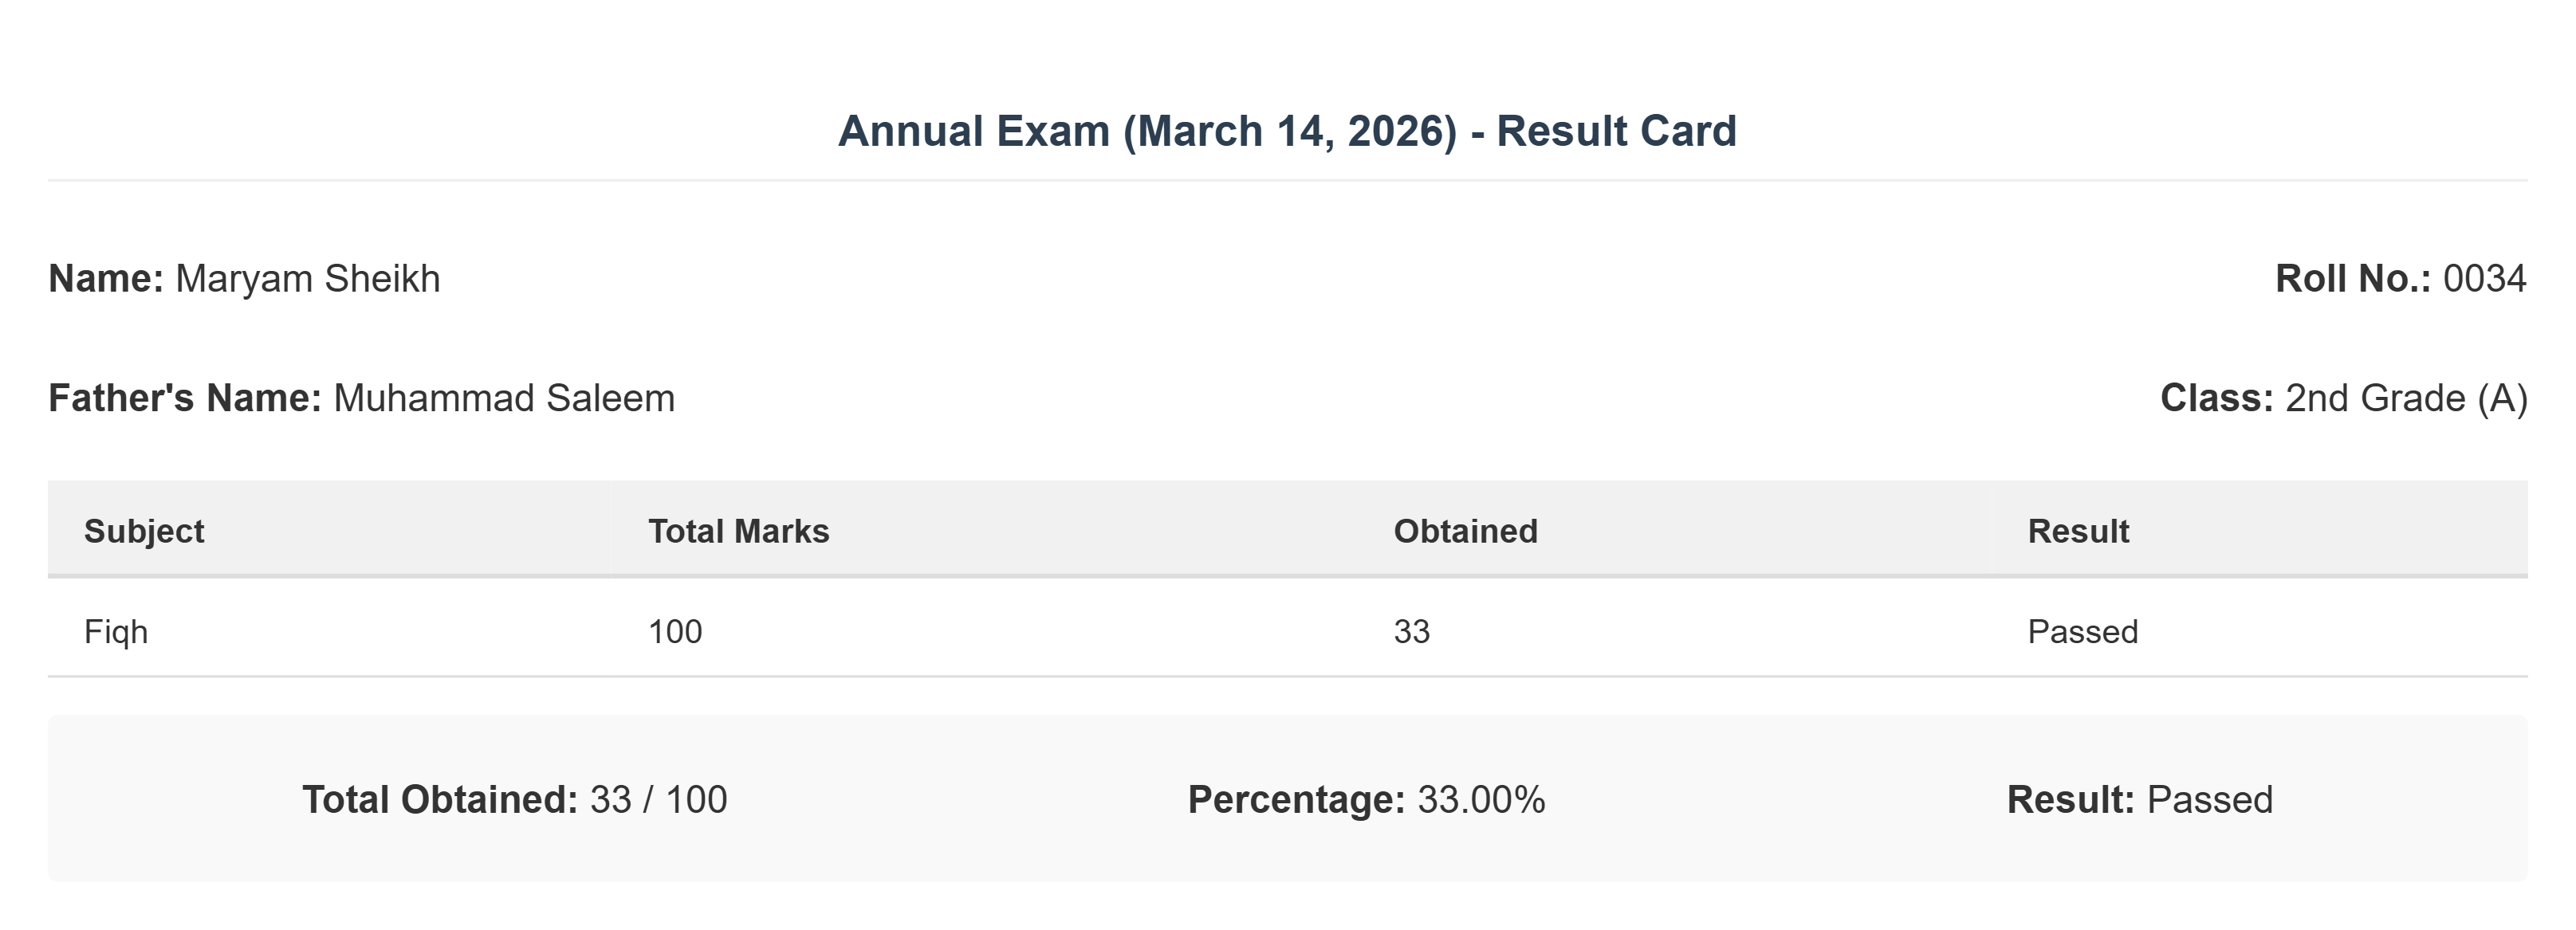 Annual Exam (March 14, 2026) - Result Card
Name: Maryam Sheikh Roll No.: 0034
Father's Name: Muhammad Saleem Class: 2nd Grade (A)
Subject Total Marks Obtained Result
Fiqh 100 33 Passed
Total Obtained: 33 / 100 Percentage: 33.00% Result: Passed